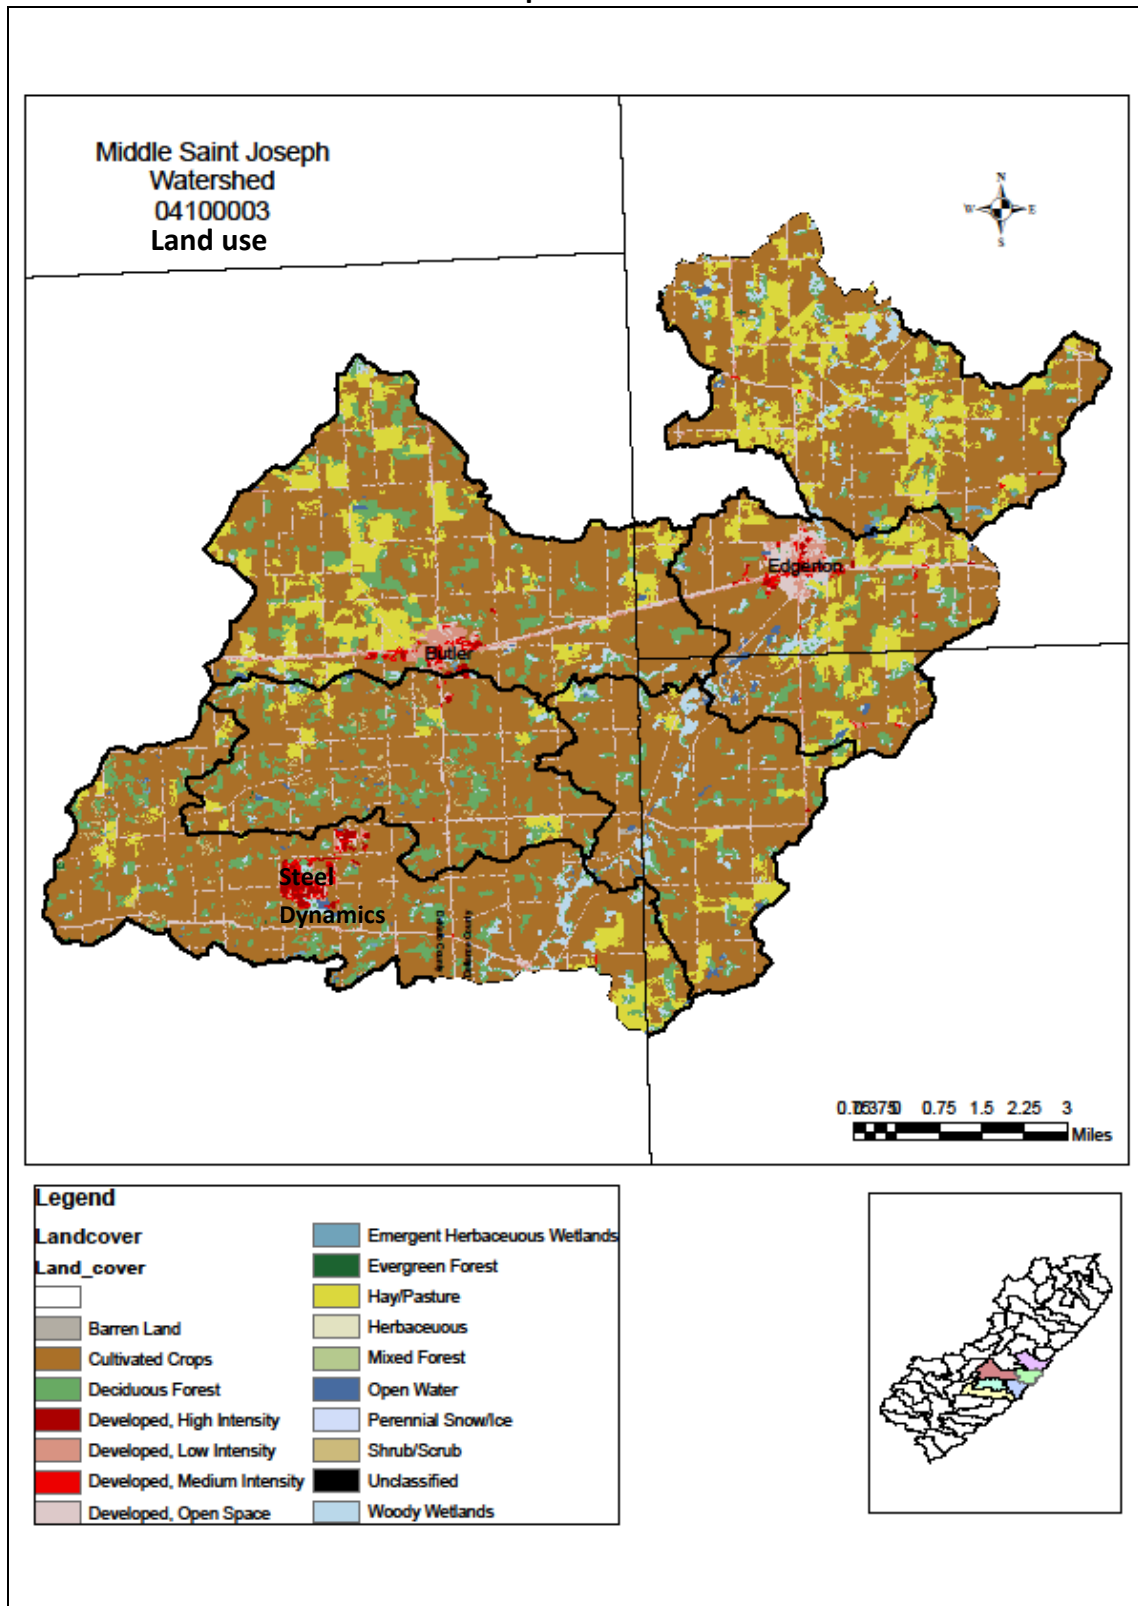 Middle Saint Joseph
Watershed
04100003
Land use
N
W E
S
Edgerton
Butler
Steel
Dynamics
County
County
0.75 1.5 2.25 3
Miles
Legend
Landcover
Land_cover
Barren Land
Cultivated Crops
Deciduous Forest
Developed, High Intensity
Developed, Low Intensity
Developed, Medium Intensity
Developed, Open Space
Emergent Herbaceuous Wetlands
Evergreen Forest
Hay/Pasture
Herbaceuous
Mixed Forest
Open Water
Perennial Snow/Ice
Shrub/Scrub
Unclassified
Woody Wetlands